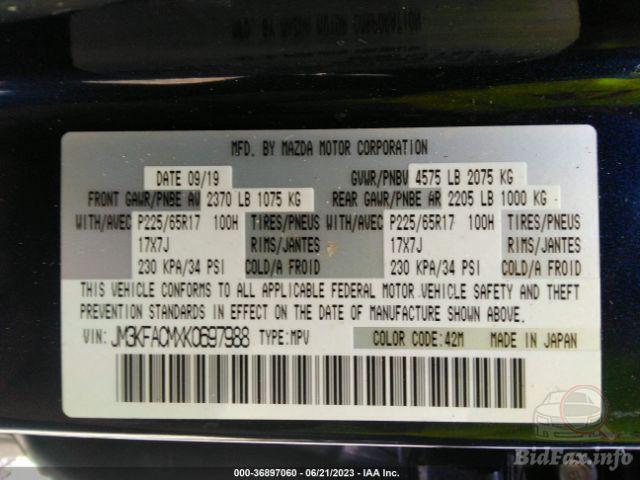 MFD. BY MAZDA MOTOR CORPORATION
DATE 09/19 GVWR/PNBV 4575 LB 2075 KG
FRONT GAWR/PNBE AV 2370 LB 1075 KG REAR GAWR/PNBE AR 2205 LB 1000 KG
WITH/AVEC P225/65R17 100H TIRES/PNEUS WITH/AVEC P225/65R17 100H TIRES/PNEUS
17X7J RIMS/JANTES 17X7J RIMS/JANTES
230 KPA/34 PSI COLD/A FROID 230 KPA/34 PSI COLD/A FROID
THIS VEHICLE CONFORMS TO ALL APPLICABLE FEDERAL MOTOR VEHICLE SAFETY AND THEFT
PREVENTION STANDARDS IN EFFECT ON THE DATE OF MANUFACTURE SHOWN ABOVE.
VIN: JM3KFACMXK0697988 TYPE:MPV COLOR CODE:42M MADE IN JAPAN
BidFax.info
000-36897060 - 06/21/2023 - IAA Inc.